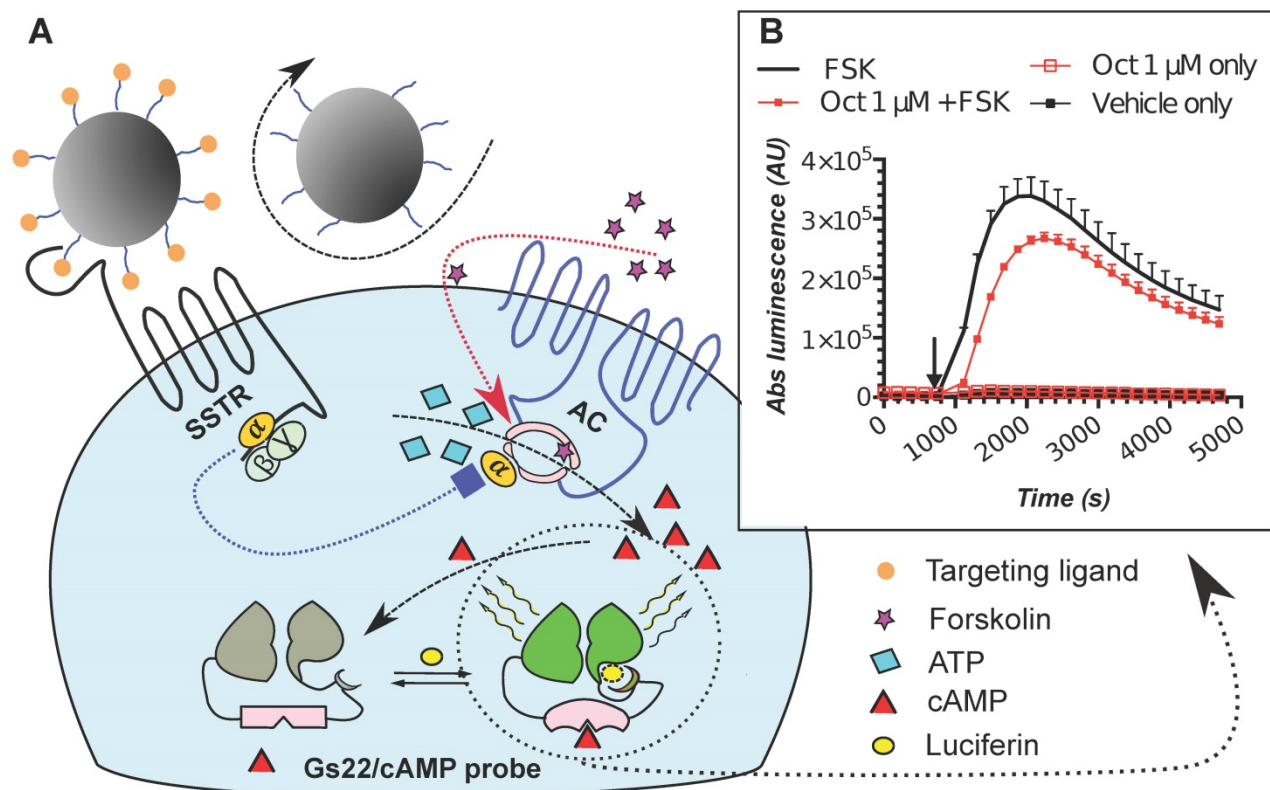 A
B
FSK
Oct 1 µM only
Oct 1 µM +FSK
Vehicle only
Abs luminescence (AU)
4×10⁵
3×10⁵
2×10⁵
1×10⁵
0
0
1000
2000
3000
4000
5000
Time (s)
SSTR
α
β
γ
AC
α
Gs22/cAMP probe
Targeting ligand
Forskolin
ATP
cAMP
Luciferin